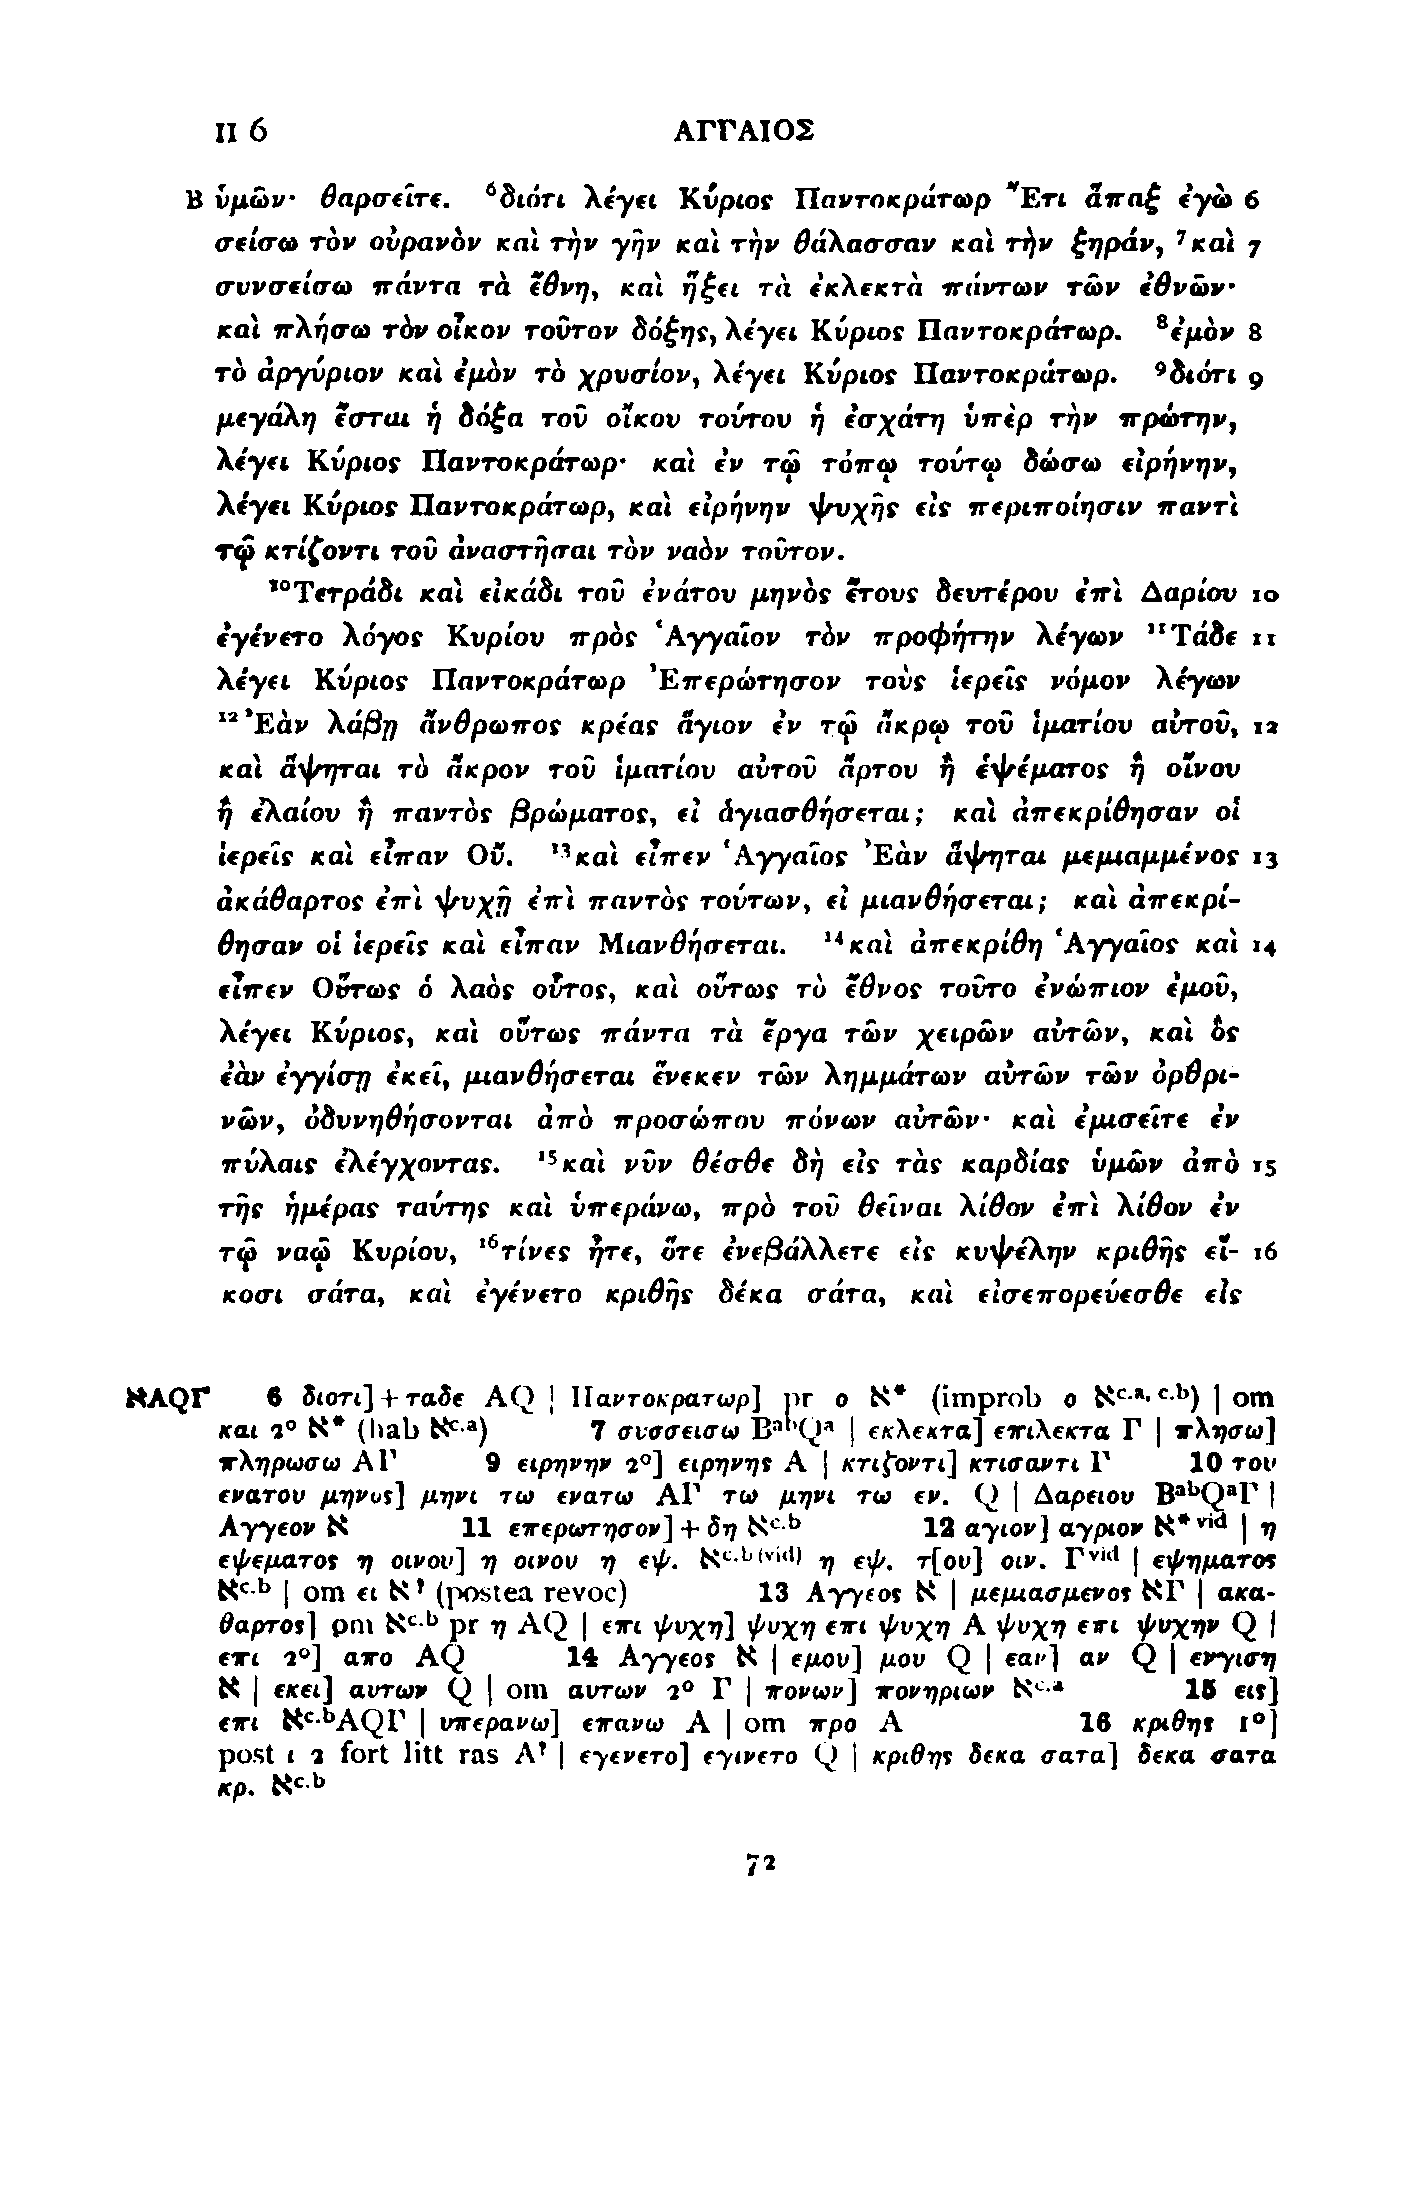 II 6 ΑΓΓΑΙΟΣ
B ὑμῶν· θαρσεῖτε. ⁶διότι λέγει Κύριος Παντοκράτωρ Ἔτι ἅπαξ ἐγὼ 6
σείσω τὸν οὐρανὸν καὶ τὴν γῆν καὶ τὴν θάλασσαν καὶ τὴν ξηράν, ⁷καὶ 7
συνσείσω πάντα τὰ ἔθνη, καὶ ἥξει τὰ ἐκλεκτὰ πάντων τῶν ἐθνῶν·
καὶ πλήσω τὸν οἶκον τοῦτον δόξης, λέγει Κύριος Παντοκράτωρ. ⁸ἐμὸν 8
τὸ ἀργύριον καὶ ἐμὸν τὸ χρυσίον, λέγει Κύριος Παντοκράτωρ. ⁹διότι 9
μεγάλη ἔσται ἡ δόξα τοῦ οἴκου τούτου ἡ ἐσχάτη ὑπὲρ τὴν πρώτην,
λέγει Κύριος Παντοκράτωρ· καὶ ἐν τῷ τόπῳ τούτῳ δώσω εἰρήνην,
λέγει Κύριος Παντοκράτωρ, καὶ εἰρήνην ψυχῆς εἰς περιποίησιν παντὶ
τῷ κτίζοντι τοῦ ἀναστῆσαι τὸν ναὸν τοῦτον.
¹⁰Τετράδι καὶ εἰκάδι τοῦ ἐνάτου μηνὸς ἔτους δευτέρου ἐπὶ Δαρίου 10
ἐγένετο λόγος Κυρίου πρὸς Ἁγγαῖον τὸν προφήτην λέγων ¹¹Τάδε 11
λέγει Κύριος Παντοκράτωρ Ἐπερώτησον τοὺς ἱερεῖς νόμον λέγων
¹²Ἐὰν λάβῃ ἄνθρωπος κρέας ἅγιον ἐν τῷ ἄκρῳ τοῦ ἱματίου αὐτοῦ, 12
καὶ ἅψηται τὸ ἄκρον τοῦ ἱματίου αὐτοῦ ἄρτου ἢ ἑψέματος ἢ οἴνου
ἢ ἐλαίου ἢ παντὸς βρώματος, εἰ ἁγιασθήσεται; καὶ ἀπεκρίθησαν οἱ
ἱερεῖς καὶ εἶπαν Οὔ. ¹³καὶ εἶπεν Ἁγγαῖος Ἐὰν ἅψηται μεμιαμμένος 13
ἀκάθαρτος ἐπὶ ψυχῇ ἐπὶ παντὸς τούτων, εἰ μιανθήσεται; καὶ ἀπεκρί-
θησαν οἱ ἱερεῖς καὶ εἶπαν Μιανθήσεται. ¹⁴καὶ ἀπεκρίθη Ἁγγαῖος καὶ 14
εἶπεν Οὕτως ὁ λαὸς οὗτος, καὶ οὕτως τὸ ἔθνος τοῦτο ἐνώπιον ἐμοῦ,
λέγει Κύριος, καὶ οὕτως πάντα τὰ ἔργα τῶν χειρῶν αὐτῶν, καὶ ὃς
ἐὰν ἐγγίσῃ ἐκεῖ, μιανθήσεται ἕνεκεν τῶν λημμάτων αὐτῶν τῶν ὀρθρι-
νῶν, ὀδυνηθήσονται ἀπὸ προσώπου πόνων αὐτῶν· καὶ ἐμισεῖτε ἐν
πύλαις ἐλέγχοντας. ¹⁵καὶ νῦν θέσθε δὴ εἰς τὰς καρδίας ὑμῶν ἀπὸ 15
τῆς ἡμέρας ταύτης καὶ ὑπεράνω, πρὸ τοῦ θεῖναι λίθον ἐπὶ λίθον ἐν
τῷ ναῷ Κυρίου, ¹⁶τίνες ἦτε, ὅτε ἐνεβάλλετε εἰς κυψέλην κριθῆς εἴ- 16
κοσι σάτα, καὶ ἐγένετο κριθῆς δέκα σάτα, καὶ εἰσεπορεύεσθε εἰς
אAQΓ 6 διοτι]+ταδε AQ | Παντοκρατωρ] pr ο א* (improb ο א^c.a, c.b) | om
και 2° א* (hab א^c.a) 7 συσσεισω B^abQ^a | εκλεκτα] επιλεκτα Γ | πλησω]
πληρωσω ΑΓ 9 ειρηνην 2°] ειρηνης A | κτιζοντι] κτισαντι Γ 10 του
ενατου μηνος] μηνι τω ενατω ΑΓ τω μηνι τω εν. Q | Δαρειου B^abQ^aΓ |
Αγγεον א 11 επερωτησον]+δη א^c.b 12 αγιον] αγριον א*^vid | η
εψεματος η οινου] η οινου η εψ. א^c.b (vid) η εψ. τ[ου] οιν. Γ^vid | εψηματος
א^c.b | om ει א^? (postea revoc) 13 Αγγεος א | μεμιασμενος אΓ | ακα-
θαρτος] om א^c.b pr η AQ | επι ψυχη] ψυχη επι ψυχη A ψυχη επι ψυχην Q |
επι 2°] απο AQ 14 Αγγεος א | εμου] μου Q | εαν] αν Q | ενγιση
א | εκει] αυτων Q | om αυτων 2° Γ | πονων] πονηριων א^c.a 15 εις]
επι א^c.bAQΓ | υπερανω] επανω A | om προ A 16 κριθης 1°]
post ι 2 fort litt ras A^? | εγενετο] εγινετο Q | κριθης δεκα σατα] δεκα σατα
κρ. א^c.b
72